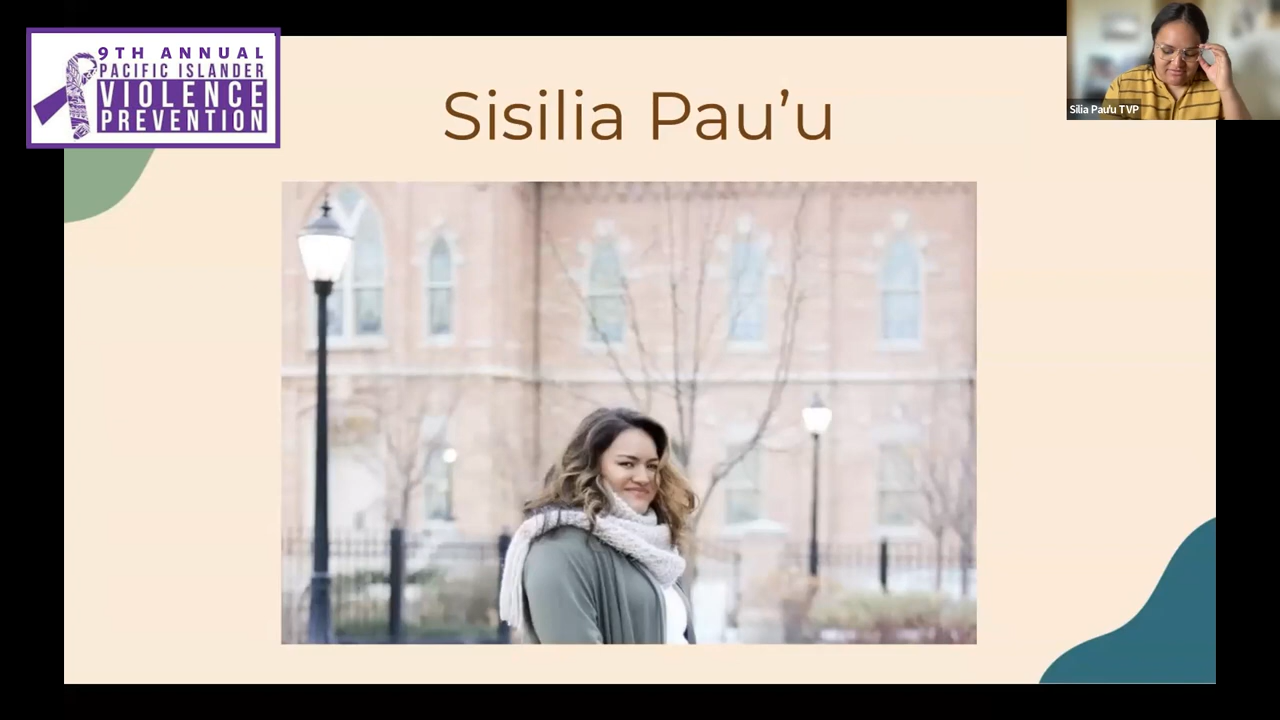 9TH ANNUAL
PACIFIC ISLANDER
VIOLENCE
PREVENTION
Sisilia Pau’u
Silia Pau'u TVP